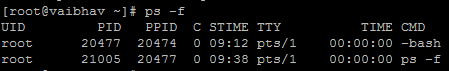 [root@vaibhav ~]# ps -f
UID        PID  PPID  C STIME TTY          TIME CMD
root     20477 20474  0 09:12 pts/1    00:00:00 -bash
root     21005 20477  0 09:38 pts/1    00:00:00 ps -f